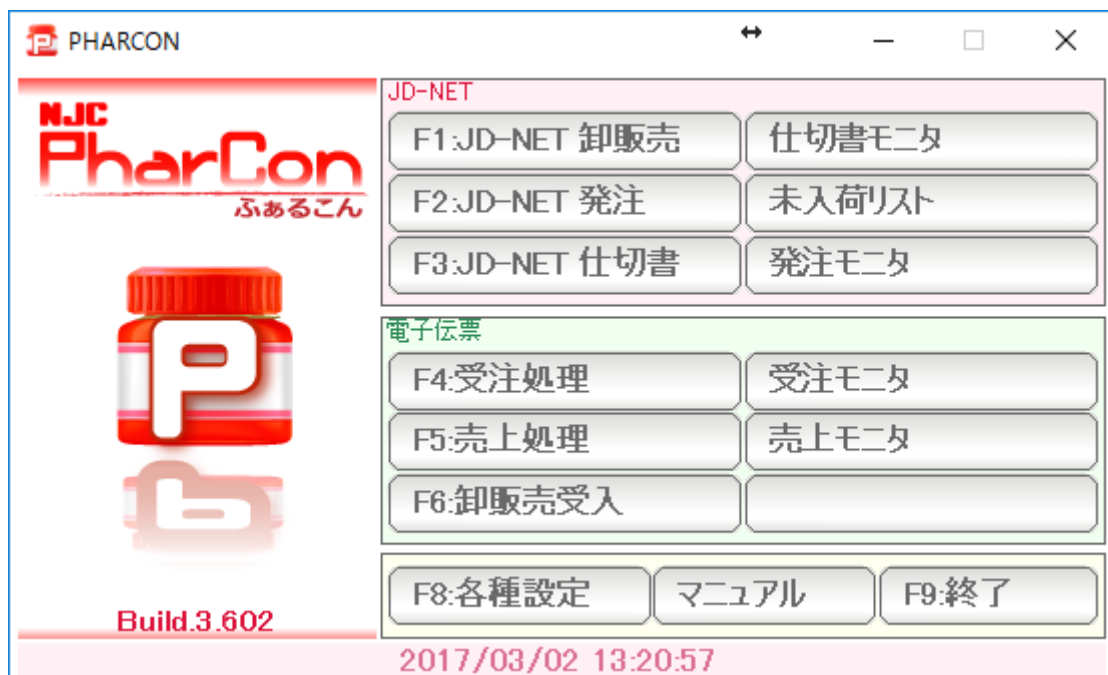 PHARCON
NJC
PharCon
ふぁるこん
P
Build.3.602
JD-NET
F1:JD-NET 卸販売
仕切書モニタ
F2:JD-NET 発注
未入荷リスト
F3:JD-NET 仕切書
発注モニタ
電子伝票
F4:受注処理
受注モニタ
F5:売上処理
売上モニタ
F6:卸販売受入
F8:各種設定
マニュアル
F9:終了
2017/03/02 13:20:57